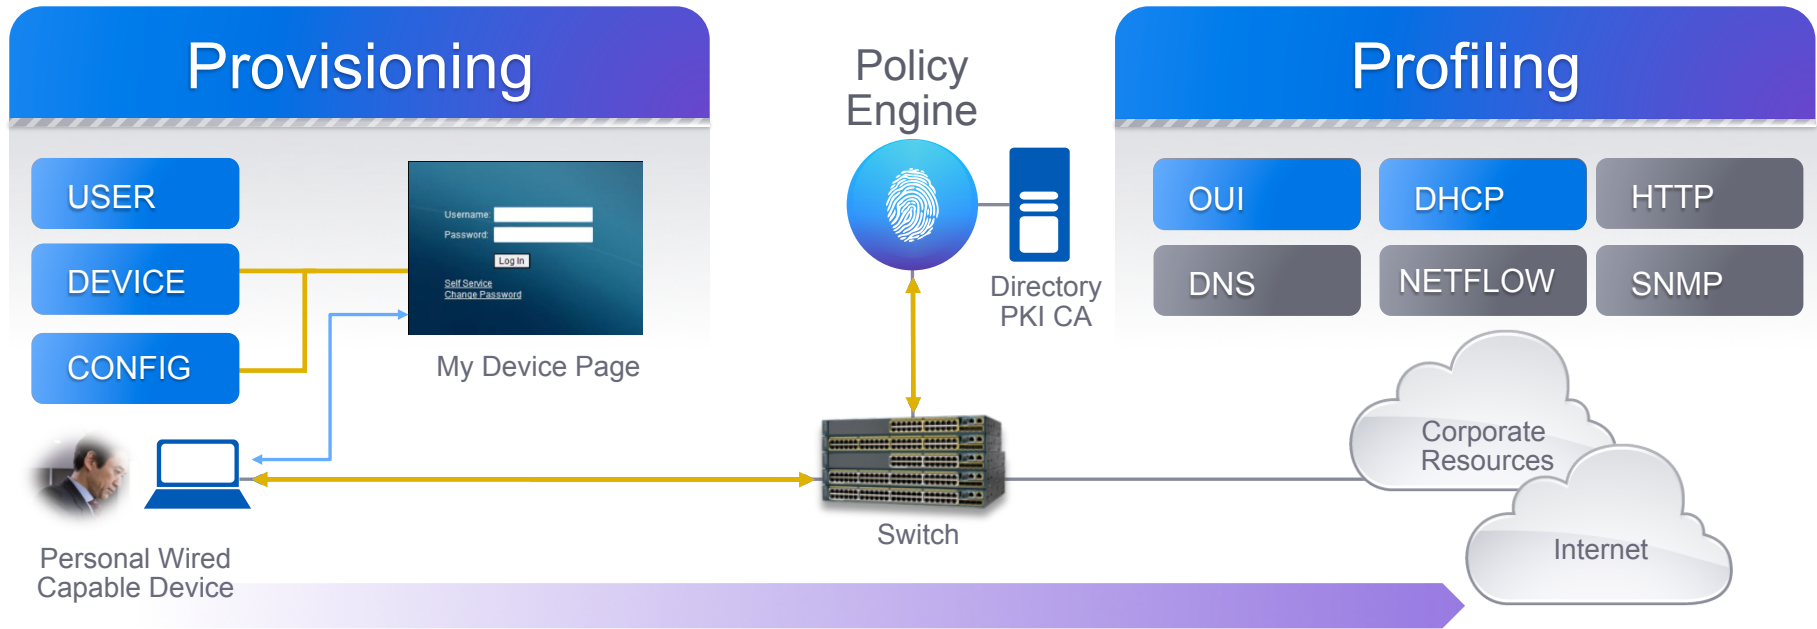 Provisioning
USER
DEVICE
CONFIG
Username:
Password:
Log In
Self Service
Change Password
My Device Page
Personal Wired
Capable Device
Policy
Engine
Directory
PKI CA
Switch
Profiling
OUI
DHCP
HTTP
DNS
NETFLOW
SNMP
Corporate
Resources
Internet